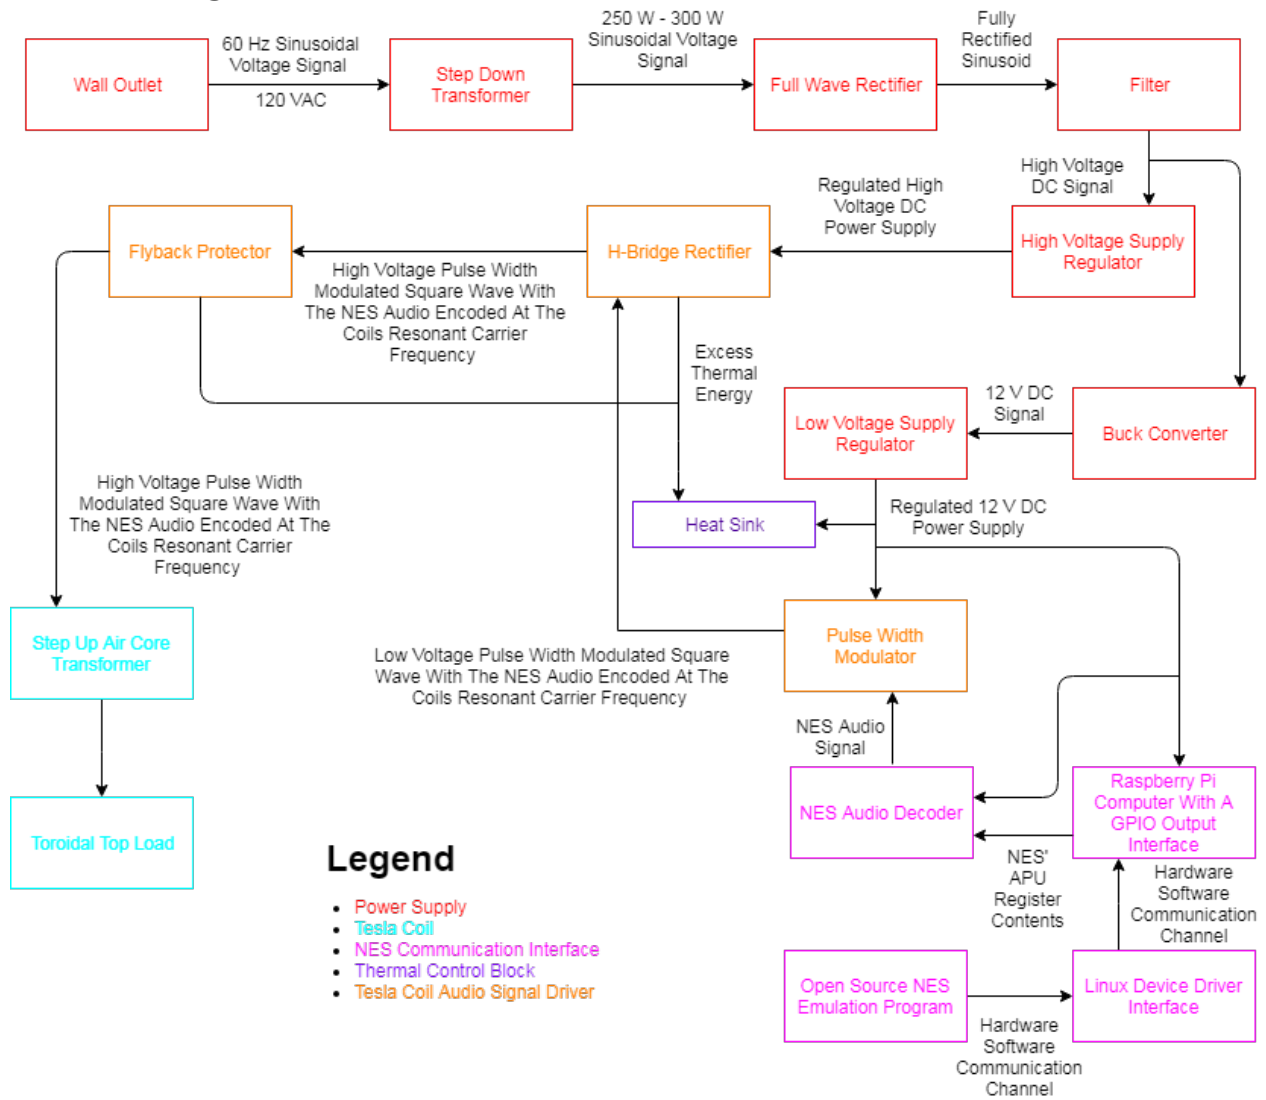 Wall Outlet
60 Hz Sinusoidal
Voltage Signal
120 VAC
Step Down
Transformer
250 W - 300 W
Sinusoidal Voltage
Signal
Full Wave Rectifier
Fully
Rectified
Sinusoid
Filter
High Voltage
DC Signal
High Voltage Supply
Regulator
Regulated High
Voltage DC
Power Supply
H-Bridge Rectifier
High Voltage Pulse Width
Modulated Square Wave With
The NES Audio Encoded At The
Coils Resonant Carrier
Frequency
Flyback Protector
Excess
Thermal
Energy
Low Voltage Supply
Regulator
12 V DC
Signal
Buck Converter
High Voltage Pulse Width
Modulated Square Wave With
The NES Audio Encoded At The
Coils Resonant Carrier
Frequency
Heat Sink
Regulated 12 V DC
Power Supply
Step Up Air Core
Transformer
Low Voltage Pulse Width Modulated Square
Wave With The NES Audio Encoded At The
Coils Resonant Carrier Frequency
Pulse Width
Modulator
NES Audio
Signal
NES Audio Decoder
Raspberry Pi
Computer With A
GPIO Output
Interface
Toroidal Top Load
NES'
APU
Register
Contents
Hardware
Software
Communication
Channel
Legend
Power Supply
Tesla Coil
NES Communication Interface
Thermal Control Block
Tesla Coil Audio Signal Driver
Open Source NES
Emulation Program
Hardware
Software
Communication
Channel
Linux Device Driver
Interface